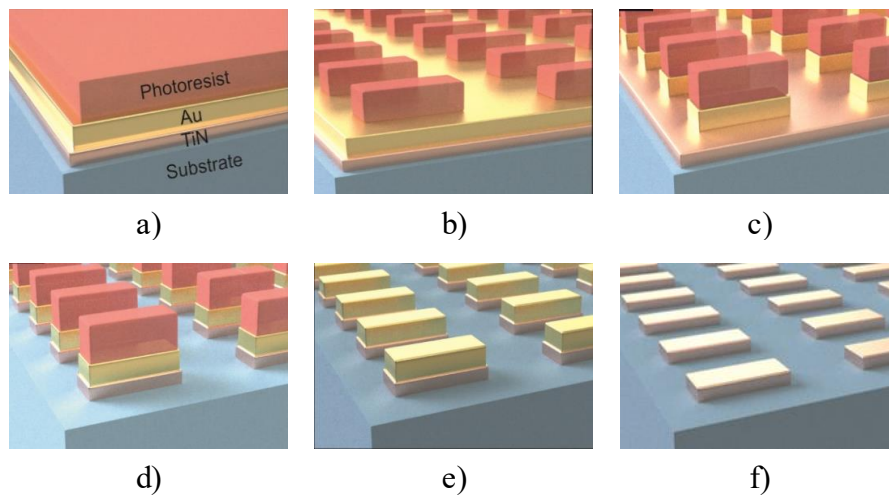 Photoresist
Au
TiN
Substrate
a)
b)
c)
d)
e)
f)